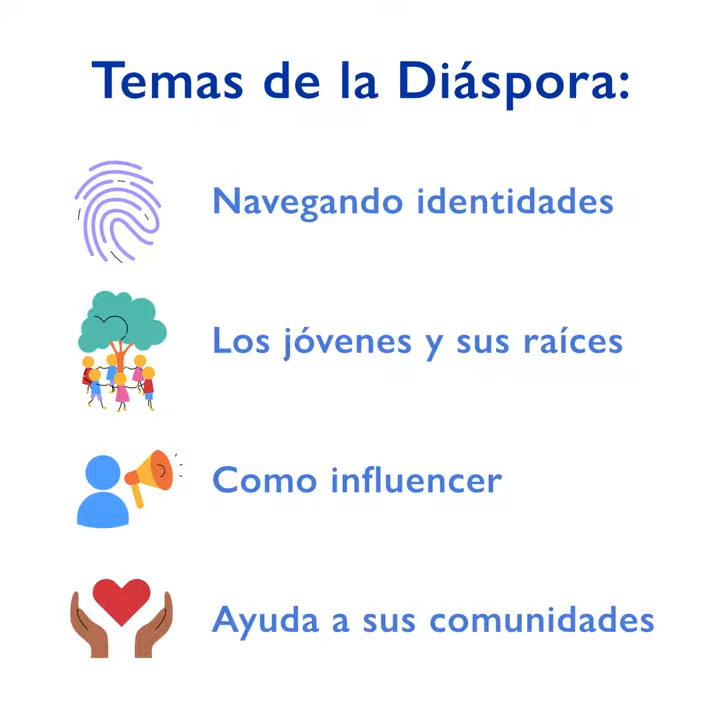 Temas de la Diáspora:
Navegando identidades
Los jóvenes y sus raíces
Como influencer
Ayuda a sus comunidades